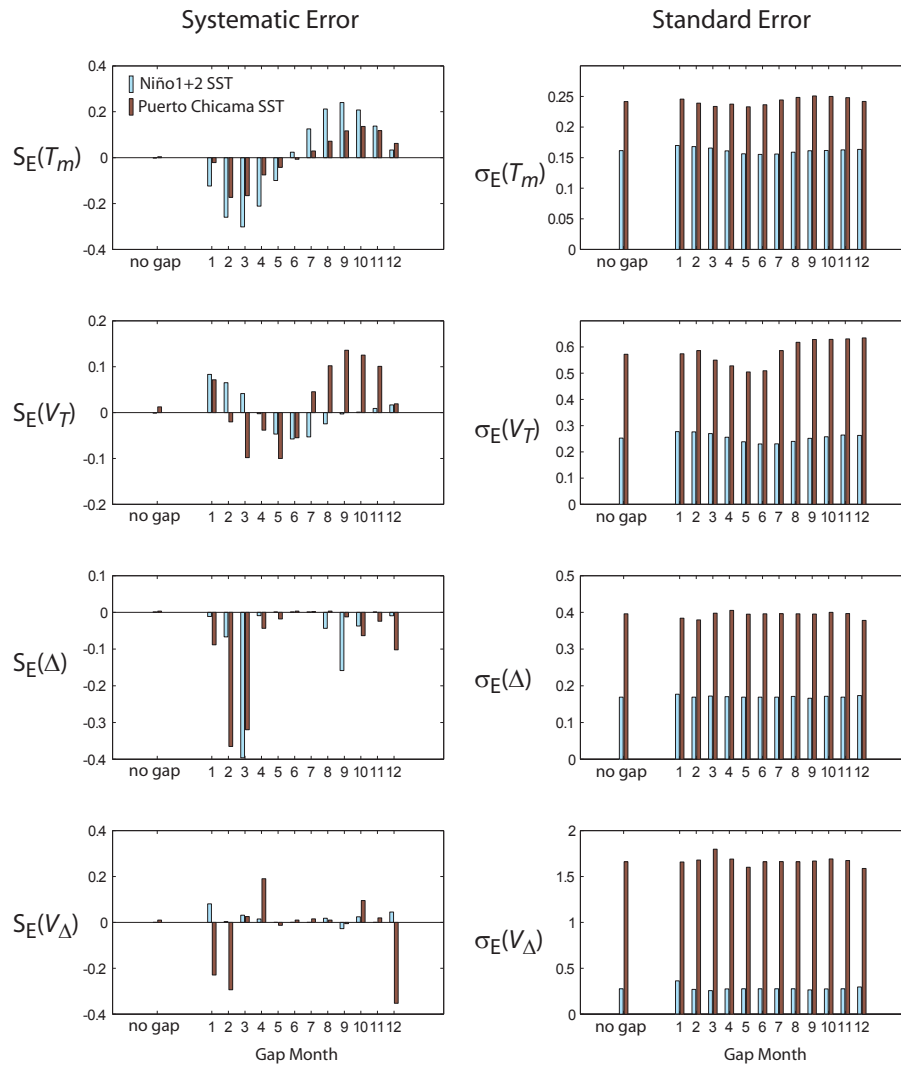 Systematic Error
Standard Error
S_E(T_m)
0.4
0.2
0
-0.2
-0.4
Niño1+2 SST
Puerto Chicama SST
no gap 1 2 3 4 5 6 7 8 9 10 11 12
σ_E(T_m)
0.25
0.2
0.15
0.1
0.05
0
no gap 1 2 3 4 5 6 7 8 9 10 11 12
S_E(V_T)
0.2
0.1
0
-0.1
-0.2
no gap 1 2 3 4 5 6 7 8 9 10 11 12
σ_E(V_T)
0.6
0.5
0.4
0.3
0.2
0.1
0
no gap 1 2 3 4 5 6 7 8 9 10 11 12
S_E(Δ)
0.1
0
-0.1
-0.2
-0.3
-0.4
no gap 1 2 3 4 5 6 7 8 9 10 11 12
σ_E(Δ)
0.5
0.4
0.3
0.2
0.1
0
no gap 1 2 3 4 5 6 7 8 9 10 11 12
S_E(V_Δ)
0.4
0.2
0
-0.2
-0.4
no gap 1 2 3 4 5 6 7 8 9 10 11 12
Gap Month
σ_E(V_Δ)
2
1.5
1
0.5
0
no gap 1 2 3 4 5 6 7 8 9 10 11 12
Gap Month